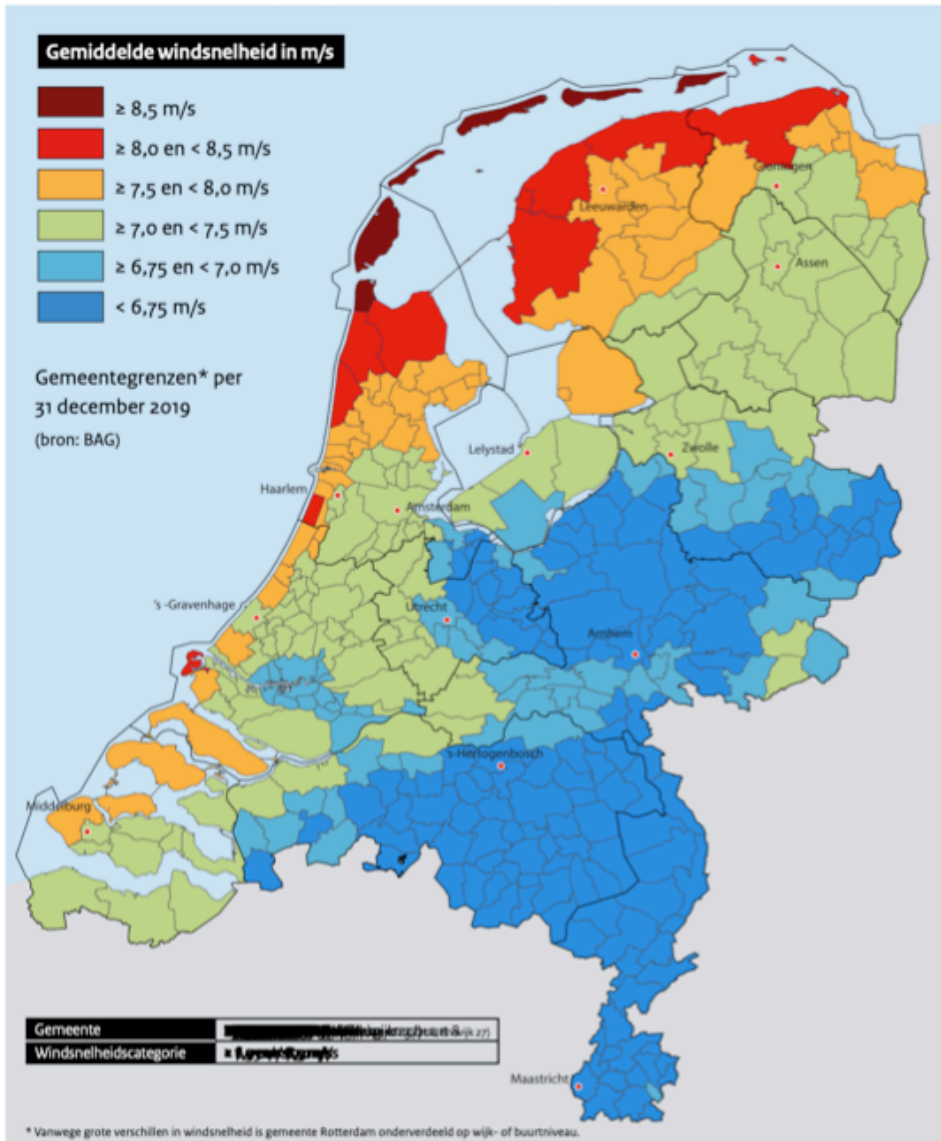 Gemiddelde windsnelheid in m/s
≥ 8,5 m/s
≥ 8,0 en < 8,5 m/s
≥ 7,5 en < 8,0 m/s
≥ 7,0 en < 7,5 m/s
≥ 6,75 en < 7,0 m/s
< 6,75 m/s
Gemeentegrenzen* per
31 december 2019
(bron: BAG)
Groningen
Leeuwarden
Assen
Zwolle
Lelystad
Haarlem
Amsterdam
's -Gravenhage
Utrecht
Arnhem
's-Hertogenbosch
Middelburg
Maastricht
Gemeente
Windsnelheidscategorie
* Vanwege grote verschillen in windsnelheid is gemeente Rotterdam onderverdeeld op wijk- of buurtniveau.